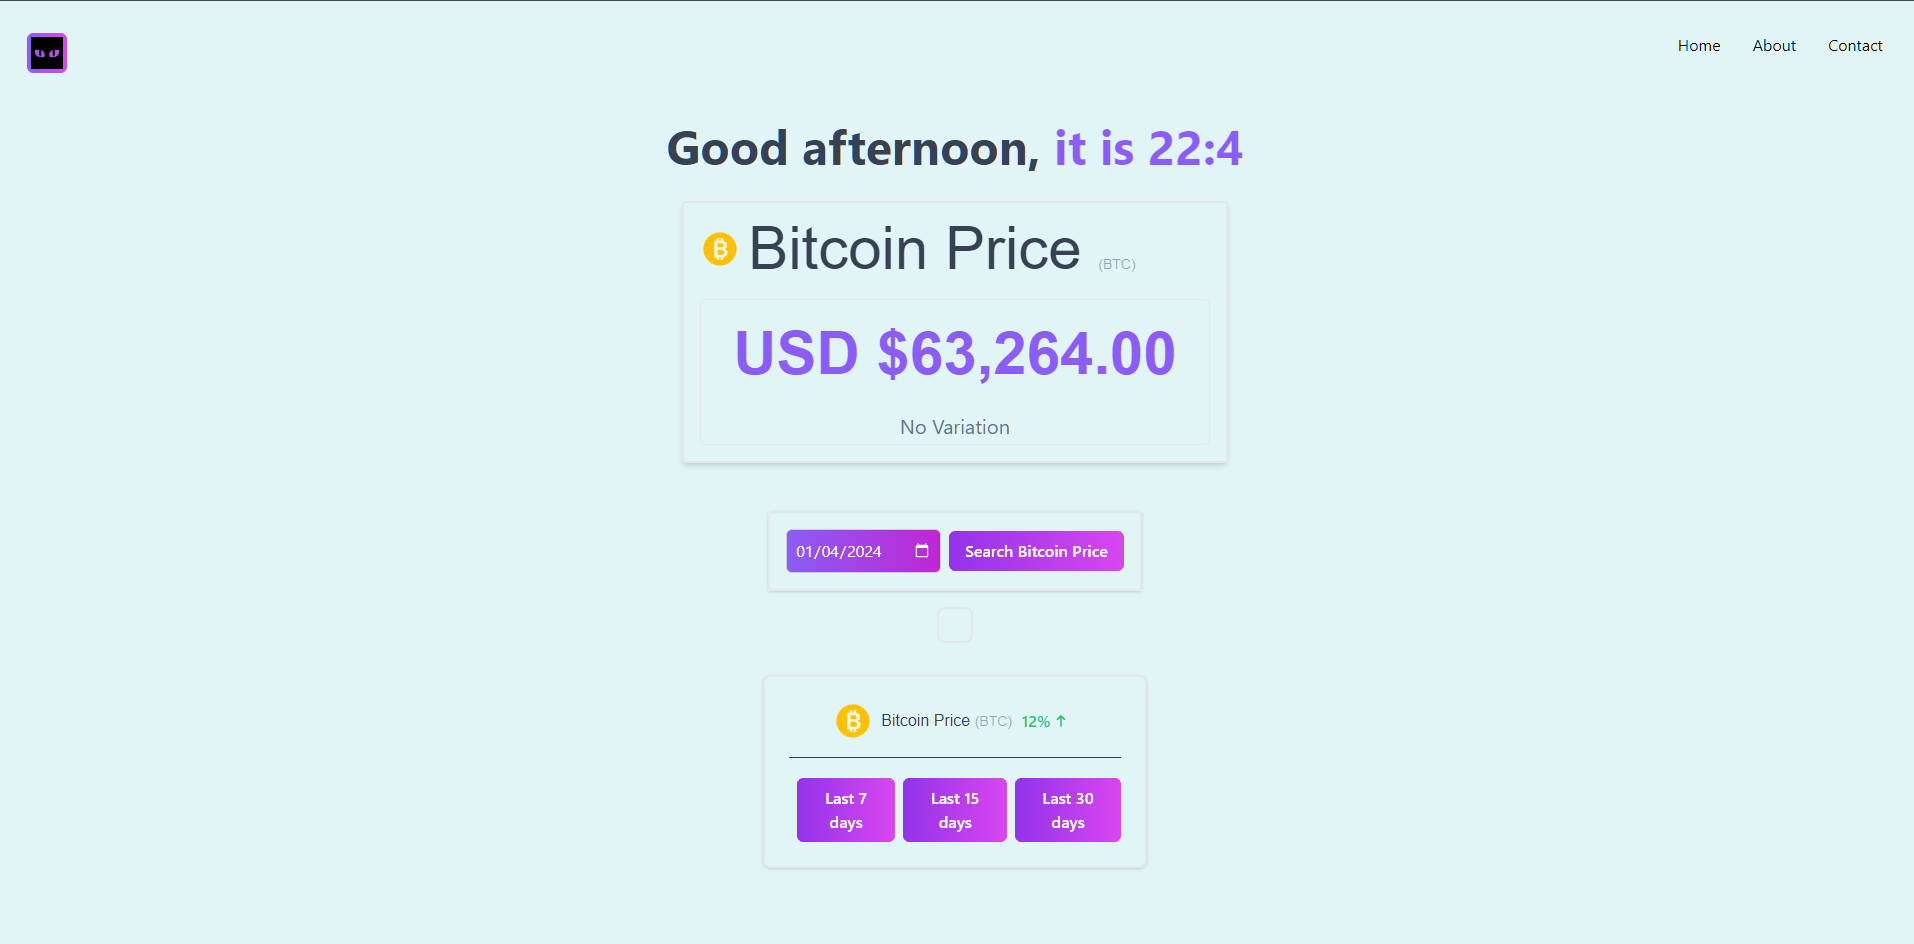 Home About Contact
Good afternoon, it is 22:4
Bitcoin Price (BTC)
USD $63,264.00
No Variation
01/04/2024 Search Bitcoin Price
Bitcoin Price (BTC) 12% ↑
Last 7 days
Last 15 days
Last 30 days